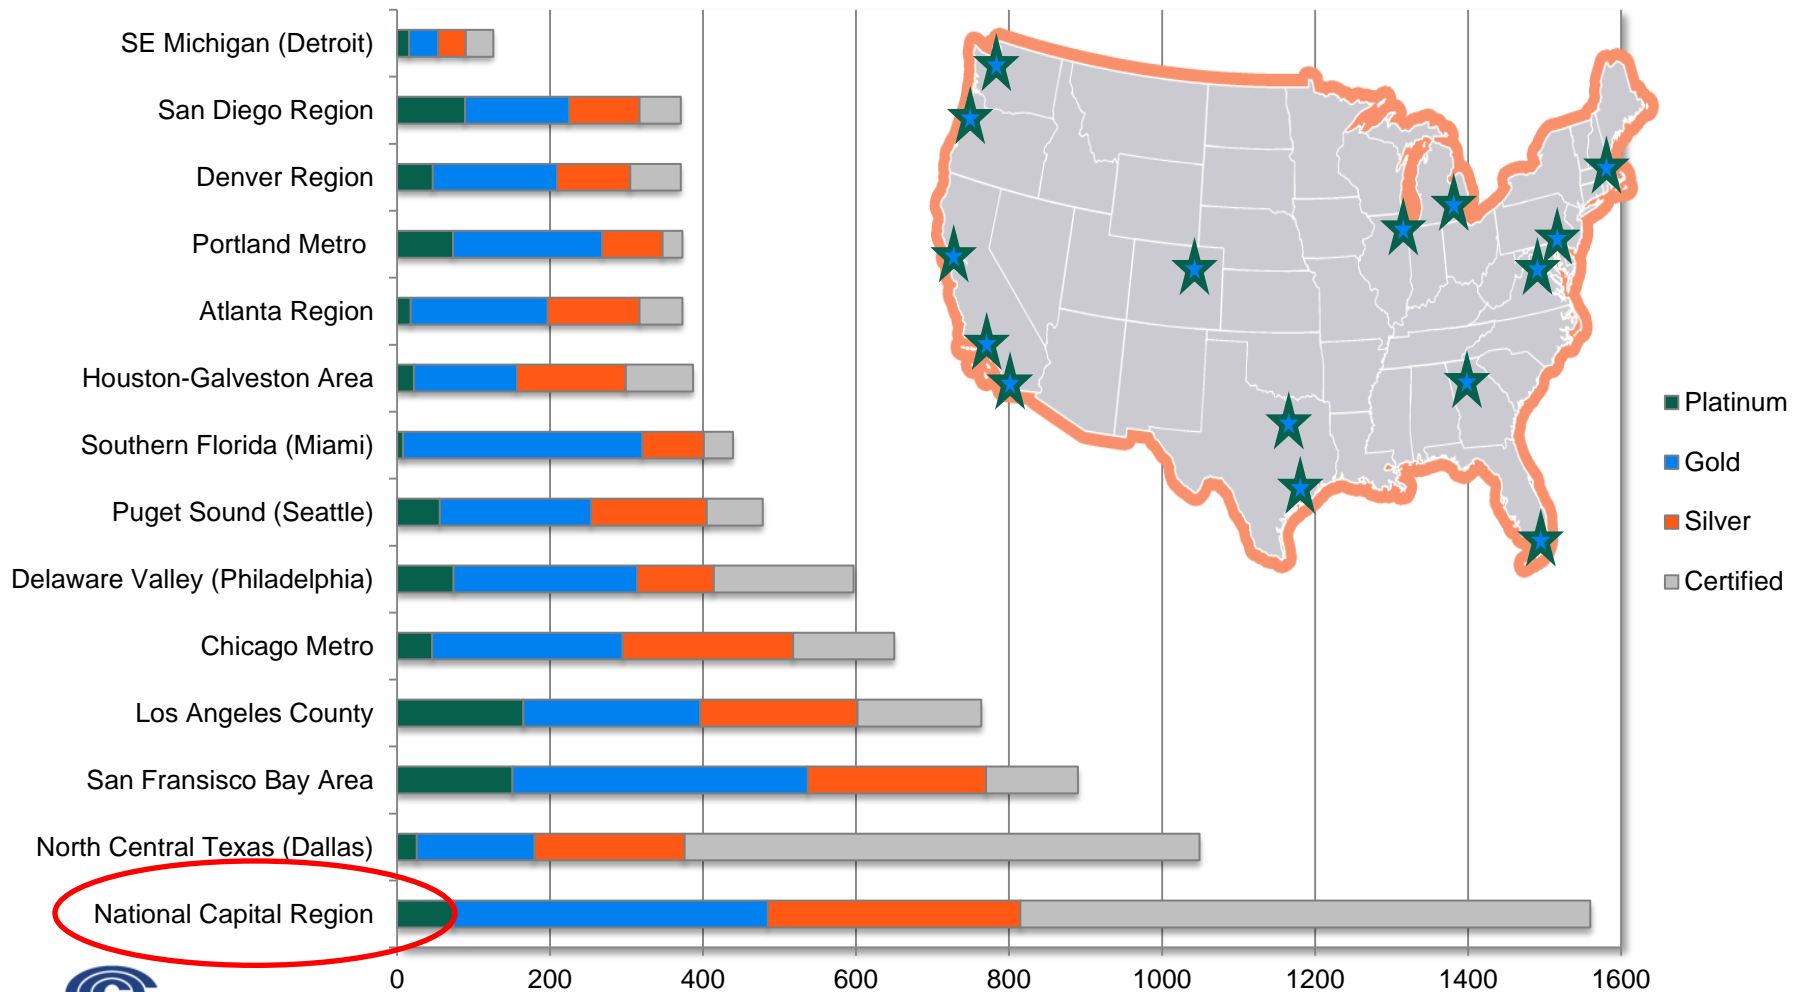 SE Michigan (Detroit)
San Diego Region
Denver Region
Portland Metro
Atlanta Region
Houston-Galveston Area
Southern Florida (Miami)
Puget Sound (Seattle)
Delaware Valley (Philadelphia)
Chicago Metro
Los Angeles County
San Fransisco Bay Area
North Central Texas (Dallas)
National Capital Region
0 200 400 600 800 1000 1200 1400 1600
Platinum
Gold
Silver
Certified